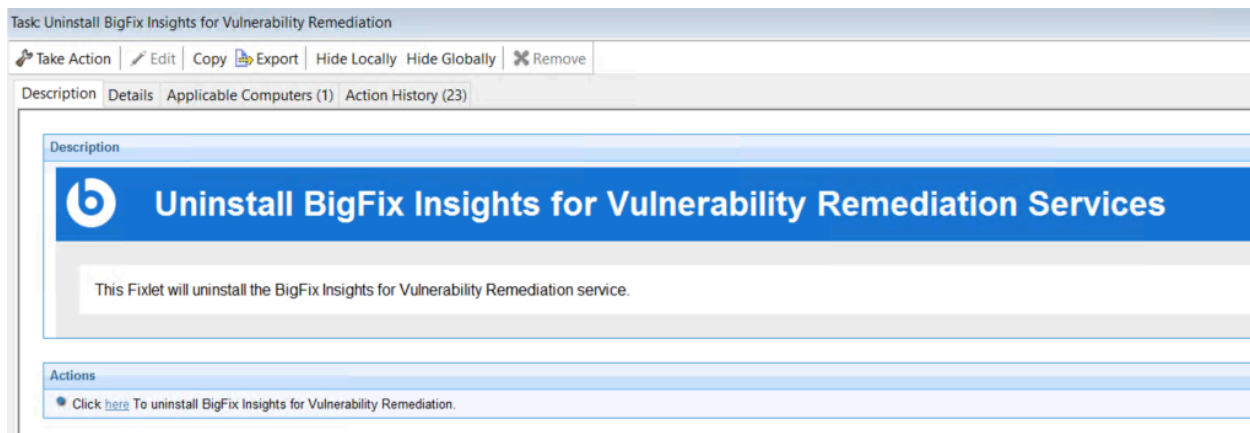 Task: Uninstall BigFix Insights for Vulnerability Remediation
Take Action Edit Copy Export Hide Locally Hide Globally Remove
Description Details Applicable Computers (1) Action History (23)
Description
b Uninstall BigFix Insights for Vulnerability Remediation Services
This Fixlet will uninstall the BigFix Insights for Vulnerability Remediation service.
Actions
Click here To uninstall BigFix Insights for Vulnerability Remediation.